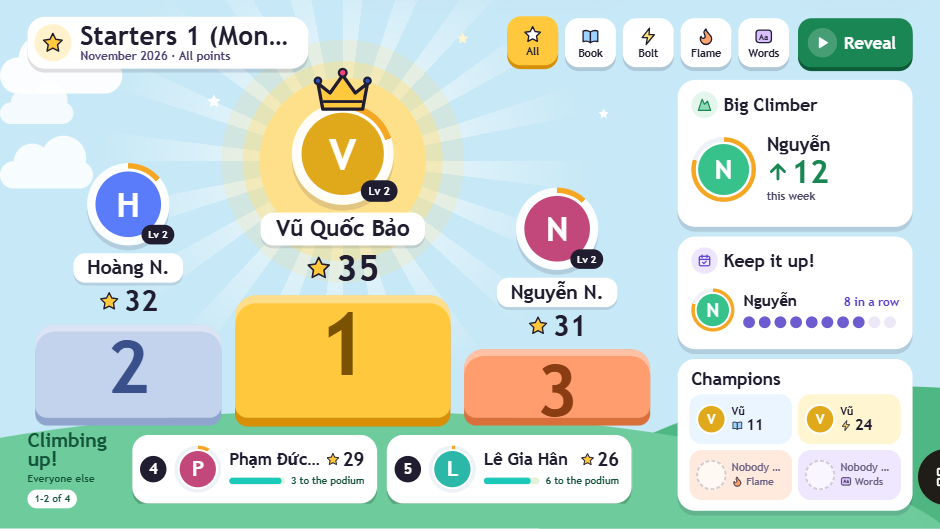 Starters 1 (Mon...
November 2026 · All points
All
Book
Bolt
Flame
Words
Reveal
V
Lv 2
Vũ Quốc Bảo
35
H
Lv 2
Hoàng N.
32
N
Lv 2
Nguyễn N.
31
2
1
3
Big Climber
N
Nguyễn
12
this week
Keep it up!
N
Nguyễn
8 in a row
Champions
V
Vũ
11
V
Vũ
24
Nobody ...
Flame
Nobody ...
Aa Words
Climbing up!
Everyone else
1-2 of 4
4
P
Phạm Đức...
29
3 to the podium
5
L
Lê Gia Hân
26
6 to the podium